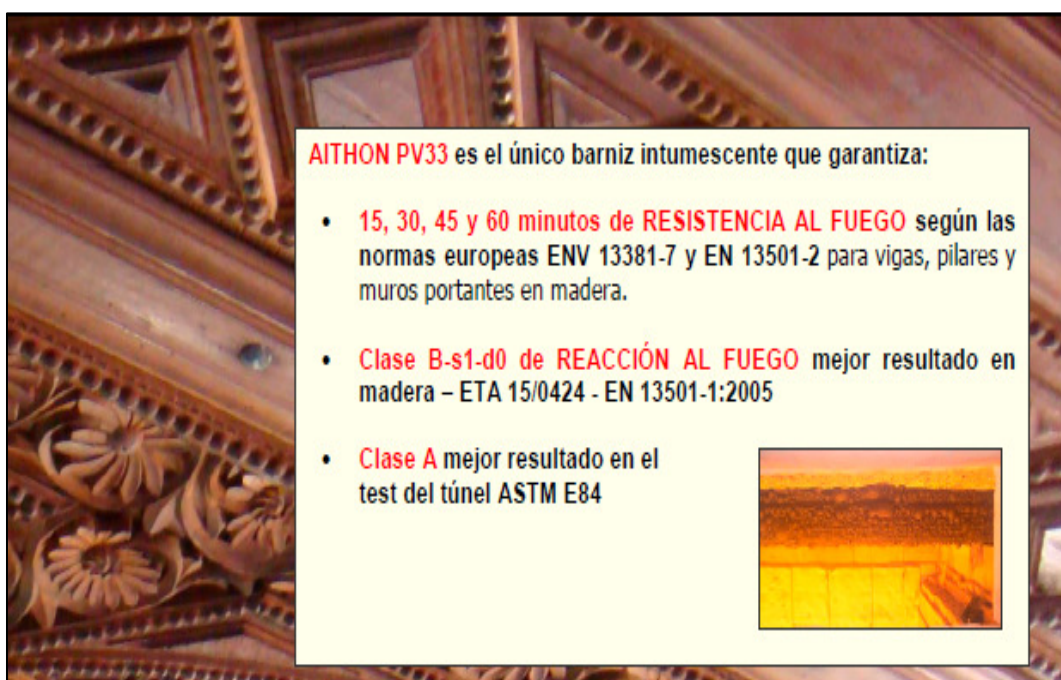 AITHON PV33 es el único barniz intumescente que garantiza:
• 15, 30, 45 y 60 minutos de RESISTENCIA AL FUEGO según las
normas europeas ENV 13381-7 y EN 13501-2 para vigas, pilares y
muros portantes en madera.
• Clase B-s1-d0 de REACCIÓN AL FUEGO mejor resultado en
madera – ETA 15/0424 - EN 13501-1:2005
• Clase A mejor resultado en el
test del túnel ASTM E84